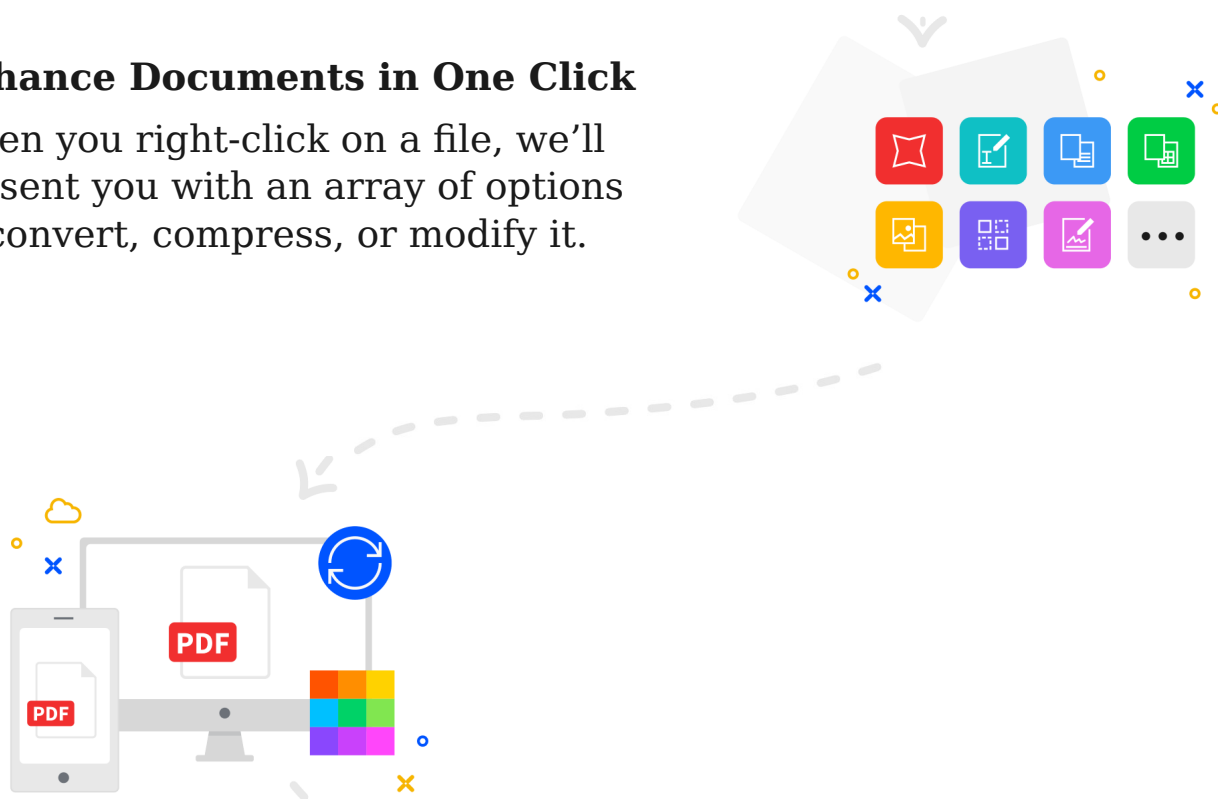 hance Documents in One Click
en you right-click on a file, we’ll
sent you with an array of options
convert, compress, or modify it.
PDF
PDF